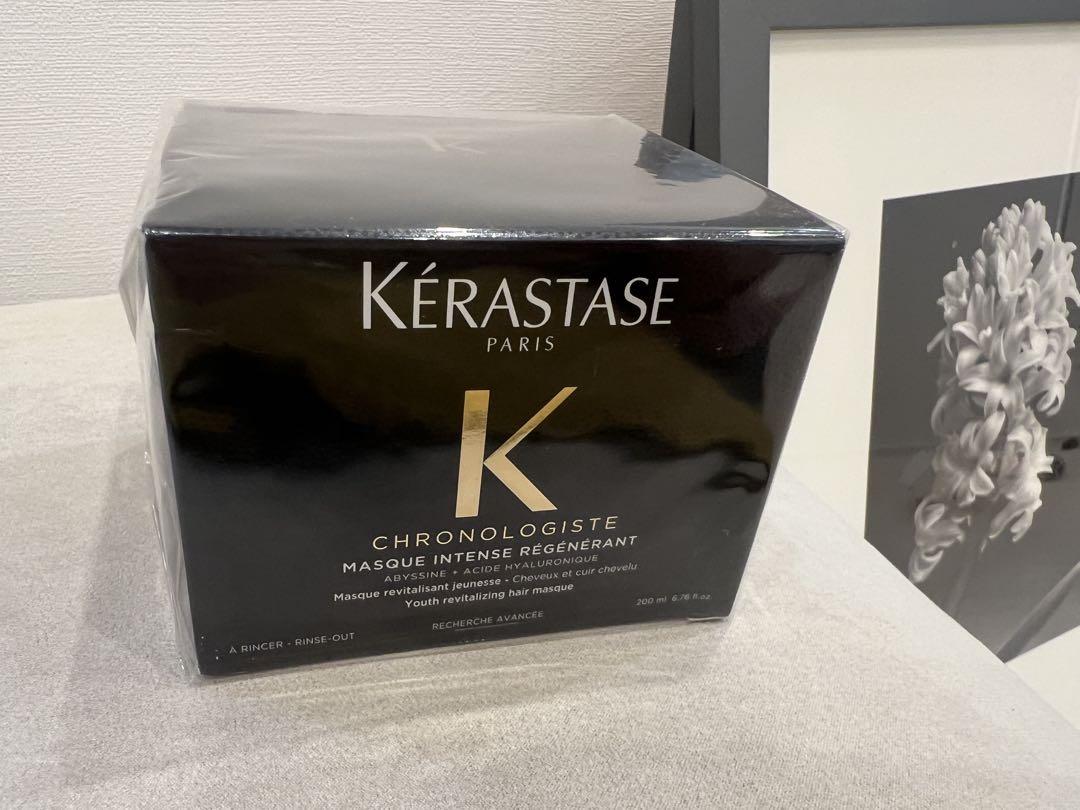 K
KÉRASTASE
PARIS
K
CHRONOLOGISTE
MASQUE INTENSE RÉGÉNÉRANT
ABYSSINE + ACIDE HYALURONIQUE
Masque revitalisant jeunesse - Cheveux et cuir chevelu
Youth revitalizing hair masque
200 ml 6.76 fl.oz.
RECHERCHE AVANCÉE
À RINCER - RINSE-OUT